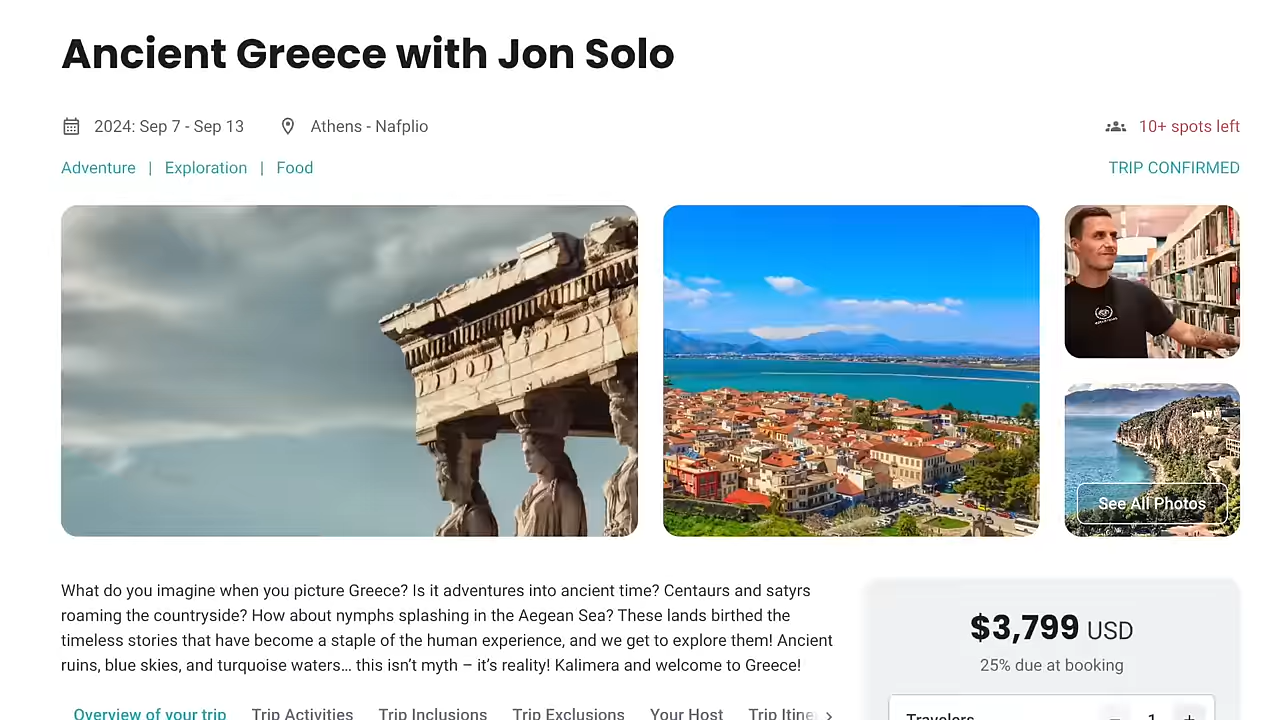 Ancient Greece with Jon Solo
2024: Sep 7 - Sep 13
Athens - Nafplio
10+ spots left
Adventure | Exploration | Food
TRIP CONFIRMED
See All Photos
What do you imagine when you picture Greece? Is it adventures into ancient time? Centaurs and satyrs
roaming the countryside? How about nymphs splashing in the Aegean Sea? These lands birthed the
timeless stories that have become a staple of the human experience, and we get to explore them! Ancient
ruins, blue skies, and turquoise waters... this isn’t myth – it’s reality! Kalimera and welcome to Greece!
$3,799 USD
25% due at booking
Overview of your trip
Trip Activities
Trip Inclusions
Trip Exclusions
Your Host
Trip Itine
Travelers
− 1 +